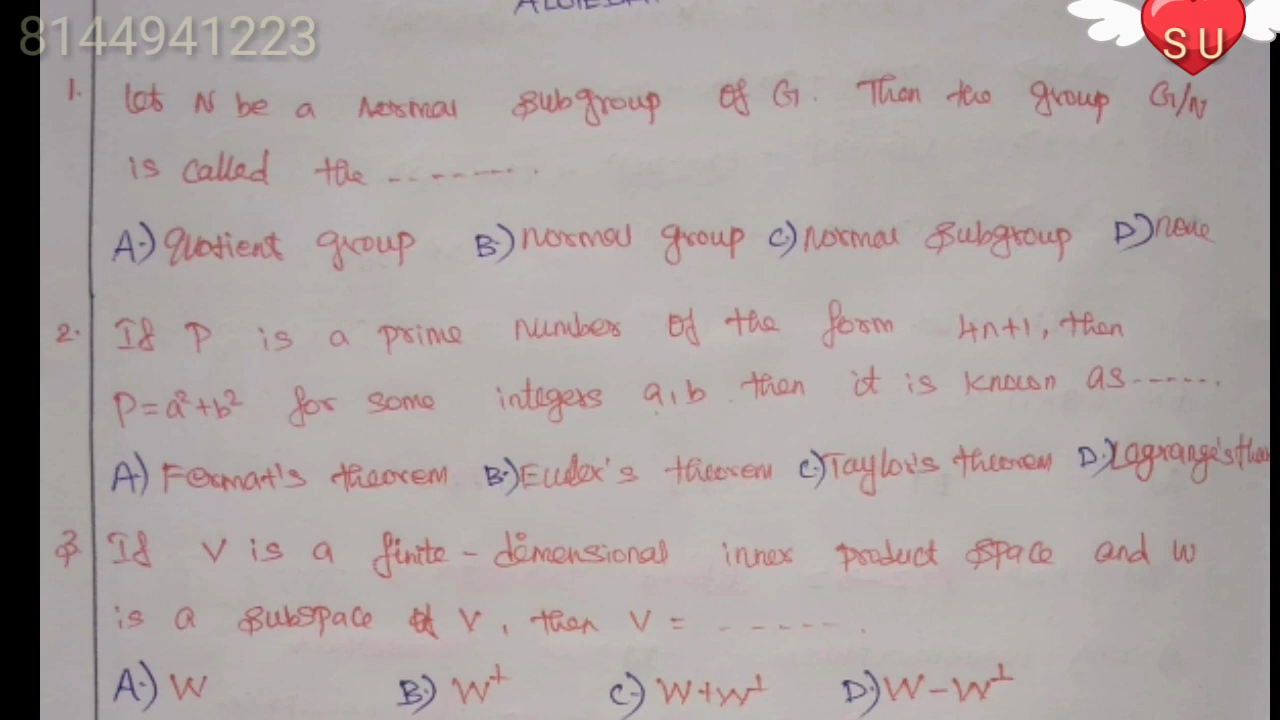 8144941223
S U
1. Let N be a normal subgroup of G. Then the group G/N
is called the ---------.
A.) Quotient group B.) normal group C.) normal subgroup D.) none
2. If P is a prime number of the form 4n+1, then
P=a²+b² for some integers a,b then it is known as ------.
A.) Fermat's theorem B.) Euler's theorem C.) Taylor's theorem D.) Lagrange's
3. If V is a finite-dimensional inner product space and W
is a subspace of V, then V = ------.
A.) W B.) W⊥ C.) W+W⊥ D.) W-W⊥